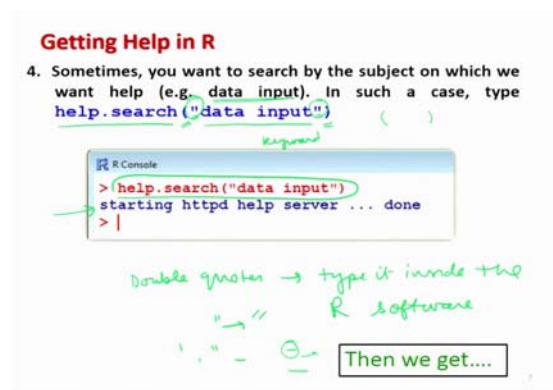 Getting Help in R
4. Sometimes, you want to search by the subject on which we
want help (e.g. data input). In such a case, type
help.search("data input")
( )
keyword
R Console
> help.search("data input")
starting httpd help server ... done
> |
Double quotes → type it inside the
R software
Then we get....